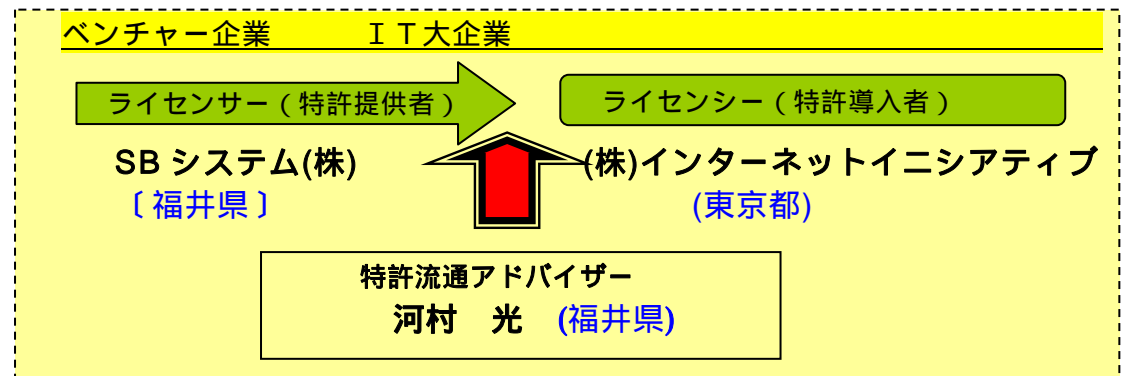 ベンチャー企業　　　ＩＴ大企業
ライセンサー（特許提供者）　ライセンシー（特許導入者）
SB システム(株)　(株)インターネットイニシアティブ
〔福井県〕　(東京都)
特許流通アドバイザー
河村　光　(福井県)